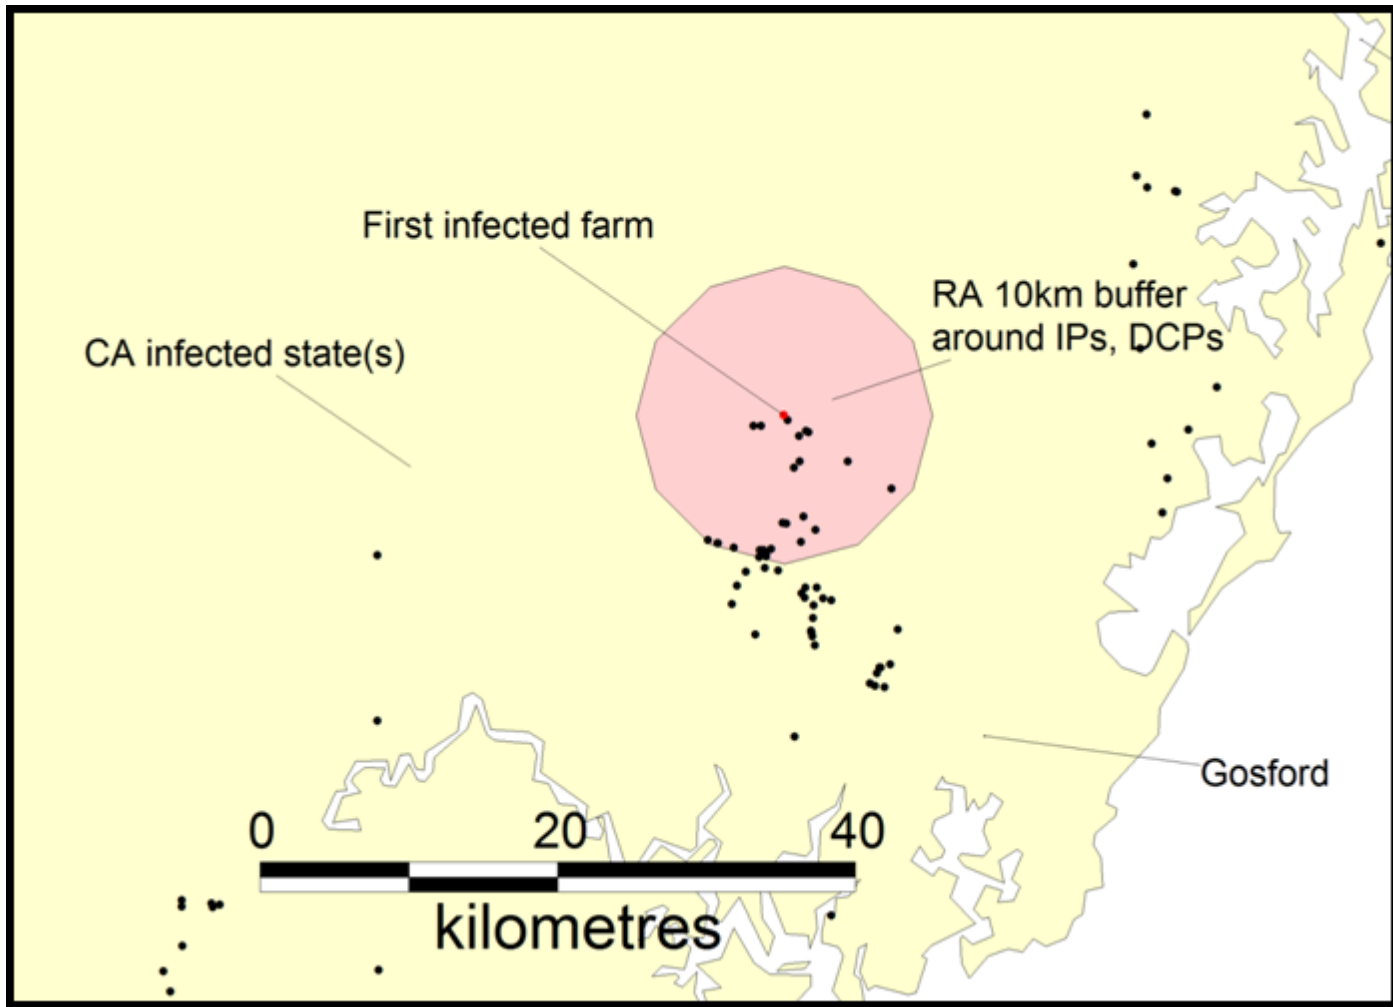 First infected farm
RA 10km buffer
around IPs, DCPs
CA infected state(s)
Gosford
0 20 40
kilometres